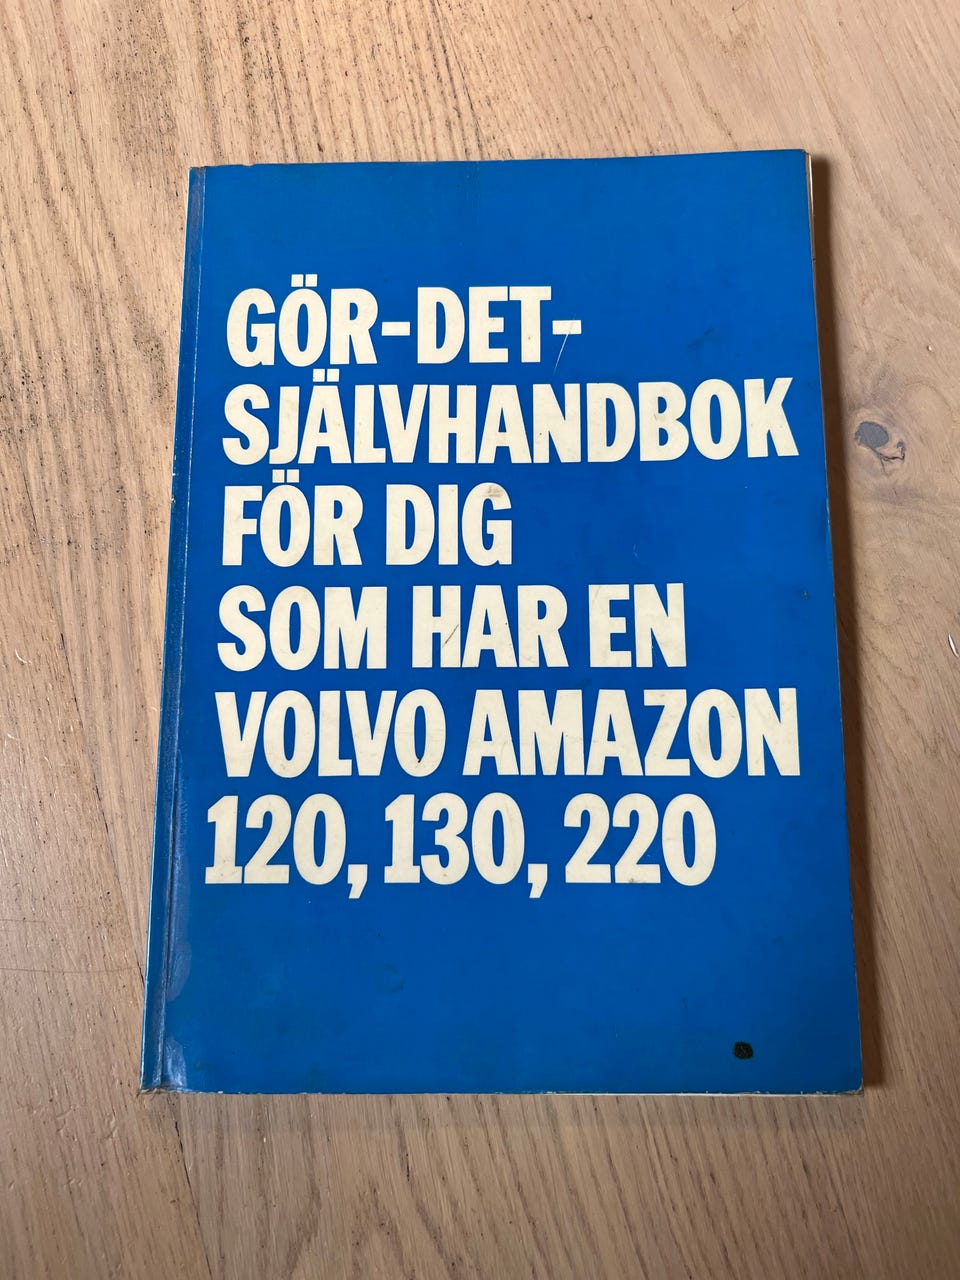 GÖR-DET-
SJÄLVHANDBOK
FÖR DIG
SOM HAR EN
VOLVO AMAZON
120, 130, 220